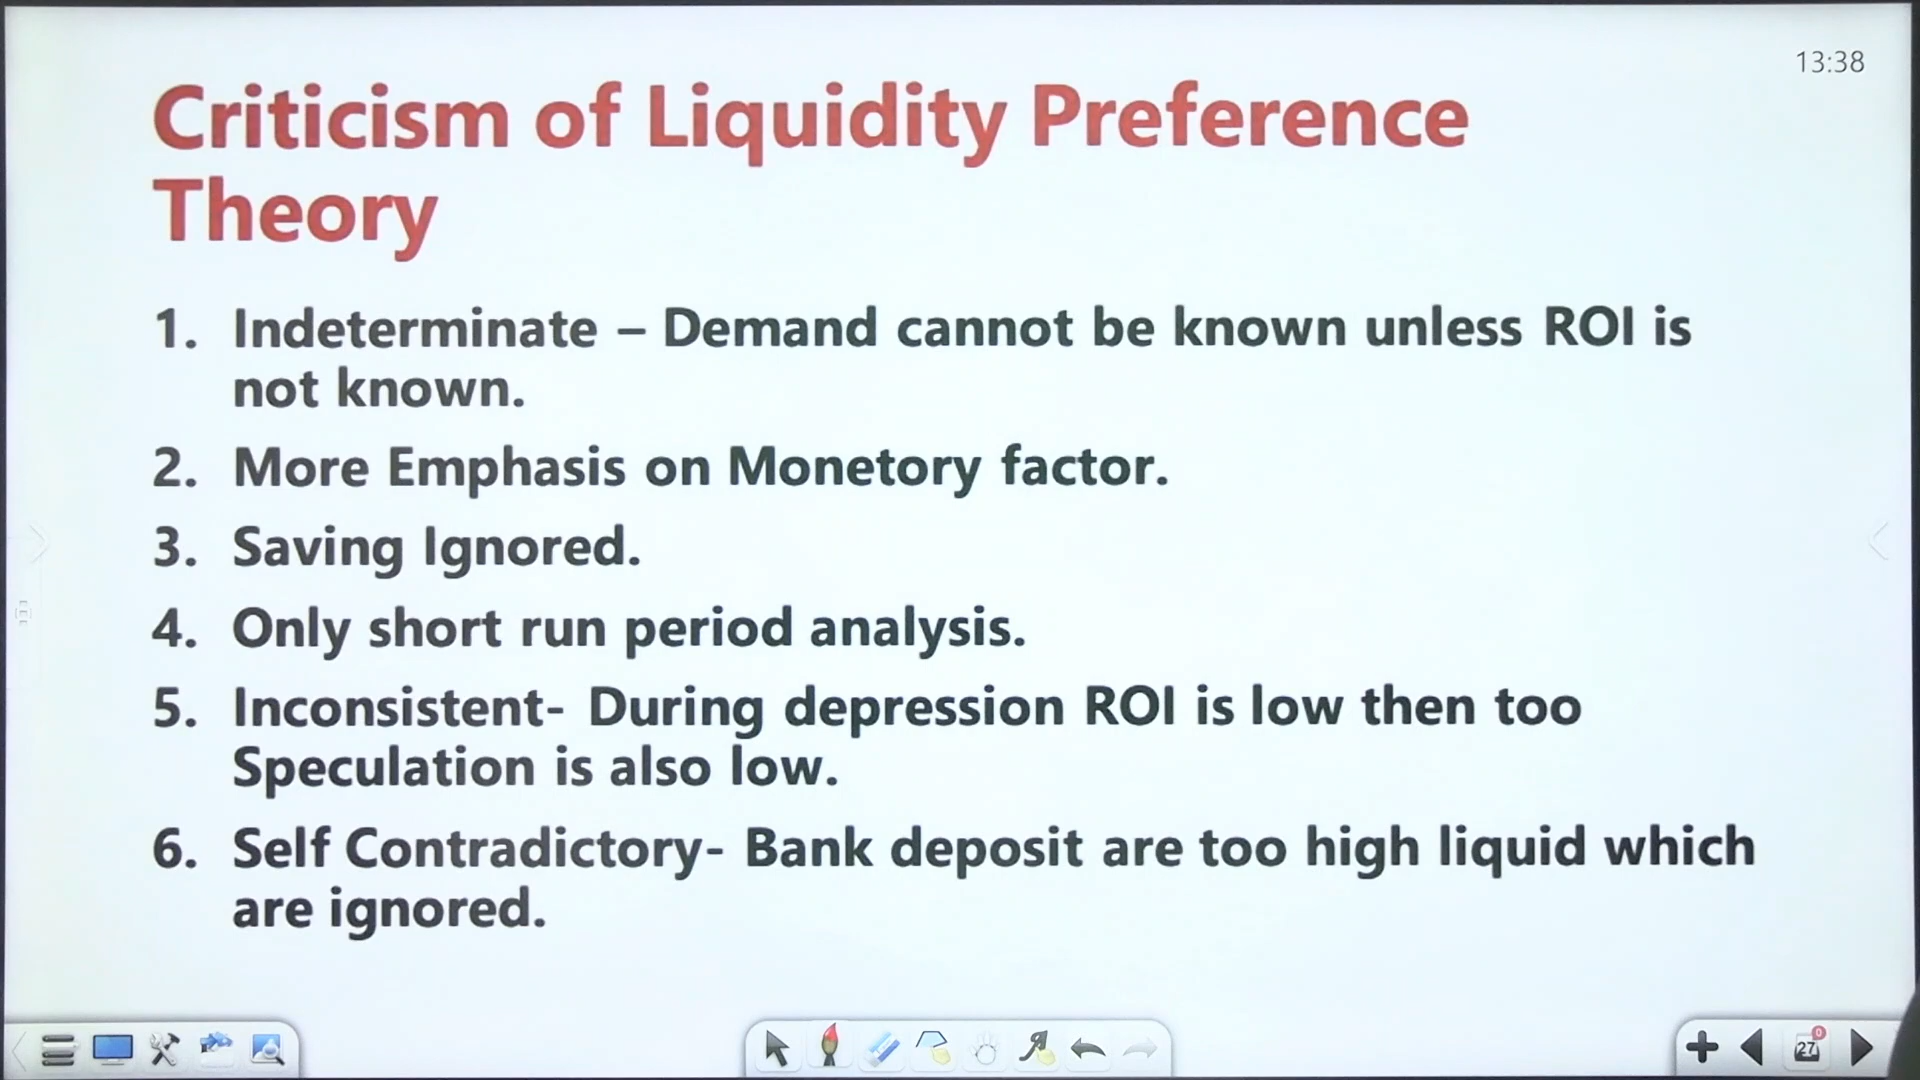 13:38
Criticism of Liquidity Preference
Theory
1. Indeterminate – Demand cannot be known unless ROI is
not known.
2. More Emphasis on Monetory factor.
3. Saving Ignored.
4. Only short run period analysis.
5. Inconsistent- During depression ROI is low then too
Speculation is also low.
6. Self Contradictory- Bank deposit are too high liquid which
are ignored.
27
0